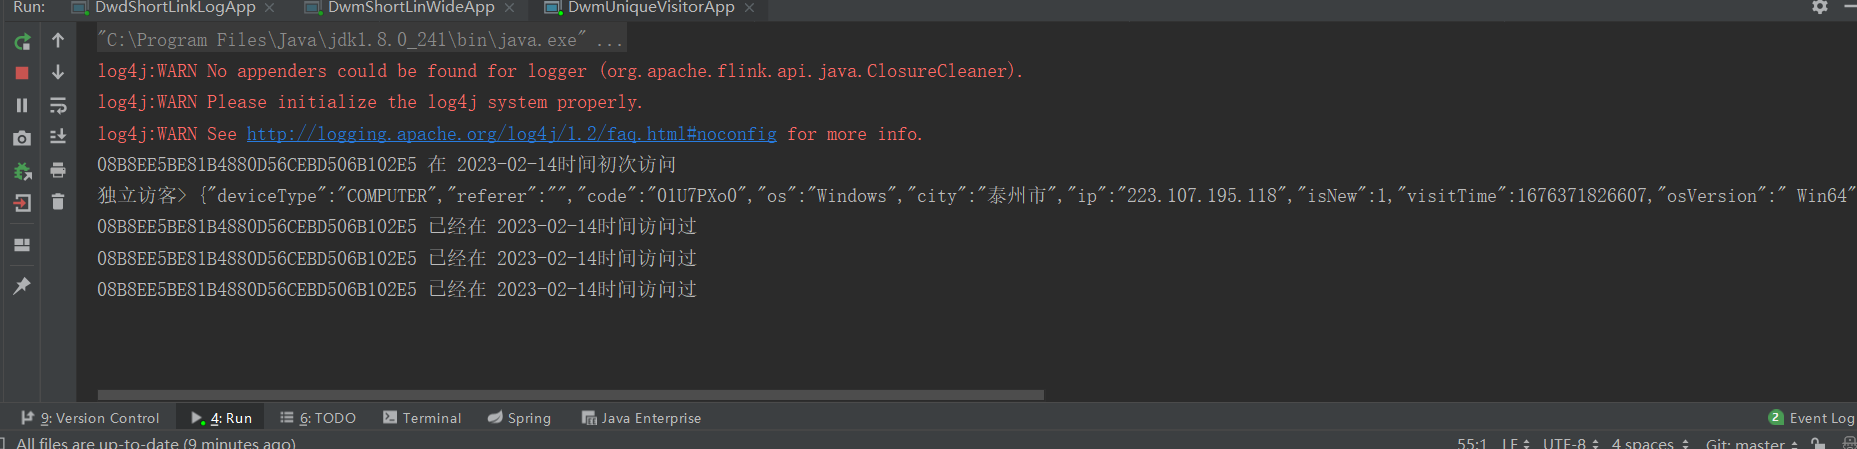 Run: DwdShortLinkLogApp × DwmShortLinWideApp × DwmUniqueVisitorApp ×
"C:\Program Files\Java\jdk1.8.0_241\bin\java.exe" ...
log4j:WARN No appenders could be found for logger (org.apache.flink.api.java.ClosureCleaner).
log4j:WARN Please initialize the log4j system properly.
log4j:WARN See http://logging.apache.org/log4j/1.2/faq.html#noconfig for more info.
08B8EE5BE81B4880D56CEBD506B102E5 在 2023-02-14时间初次访问
独立访客> {"deviceType":"COMPUTER","referer":"","code":"01U7PXo0","os":"Windows","city":"泰州市","ip":"223.107.195.118","isNew":1,"visitTime":1676371826607,"osVersion":" Win64"
08B8EE5BE81B4880D56CEBD506B102E5 已经在 2023-02-14时间访问过
08B8EE5BE81B4880D56CEBD506B102E5 已经在 2023-02-14时间访问过
08B8EE5BE81B4880D56CEBD506B102E5 已经在 2023-02-14时间访问过
9: Version Control 4: Run 6: TODO Terminal Spring Java Enterprise 2 Event Log
All files are up-to-date (9 minutes ago) 55:1 LF UTF-8 4 spaces Git: master